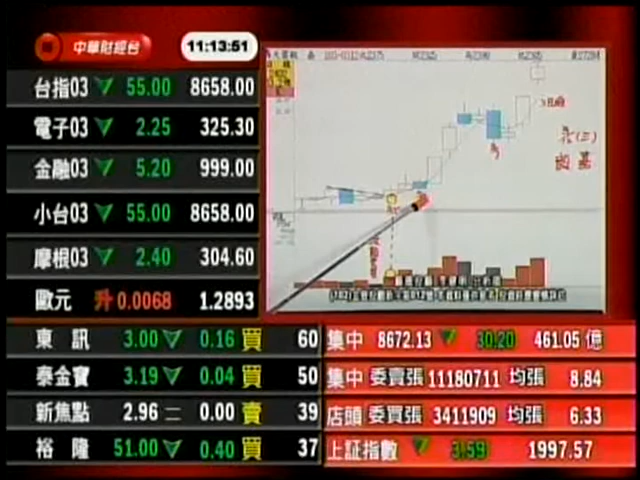 中華財經台
11:13:51
台指03 55.00 8658.00
電子03 2.25 325.30
金融03 5.20 999.00
小台03 55.00 8658.00
摩根03 2.40 304.60
歐元 升0.0068 1.2893
東訊 3.00 0.16 買 60
泰金寶 3.19 0.04 買 50
新焦點 2.96 二 0.00 賣 39
裕隆 51.00 0.40 買 37
集中 8672.13 30.20 461.05 億
集中 委賣張 11180711 均張 8.84
店頭 委買張 3411909 均張 6.33
上証指數 3.59 1997.57